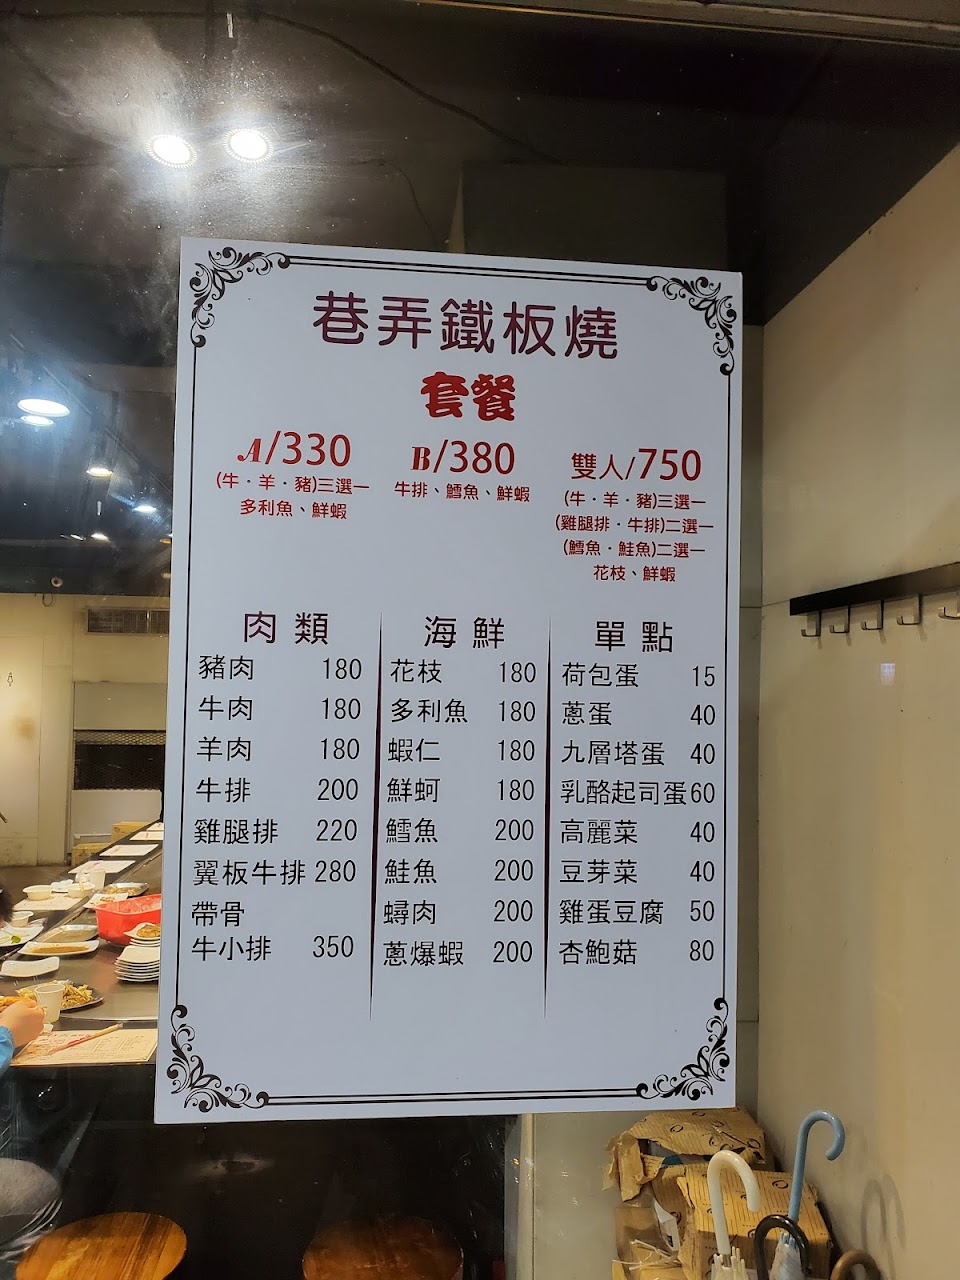 巷弄鐵板燒
套餐
A/330
(牛．羊．豬)三選一
多利魚、鮮蝦
B/380
牛排、鱈魚、鮮蝦
雙人/750
(牛．羊．豬)三選一
(雞腿排．牛排)二選一
(鱈魚．鮭魚)二選一
花枝、鮮蝦
肉類
豬肉 180
牛肉 180
羊肉 180
牛排 200
雞腿排 220
翼板牛排 280
帶骨
牛小排 350
海鮮
花枝 180
多利魚 180
蝦仁 180
鮮蚵 180
鱈魚 200
鮭魚 200
蟳肉 200
蔥爆蝦 200
單點
荷包蛋 15
蔥蛋 40
九層塔蛋 40
乳酪起司蛋 60
高麗菜 40
豆芽菜 40
雞蛋豆腐 50
杏鮑菇 80